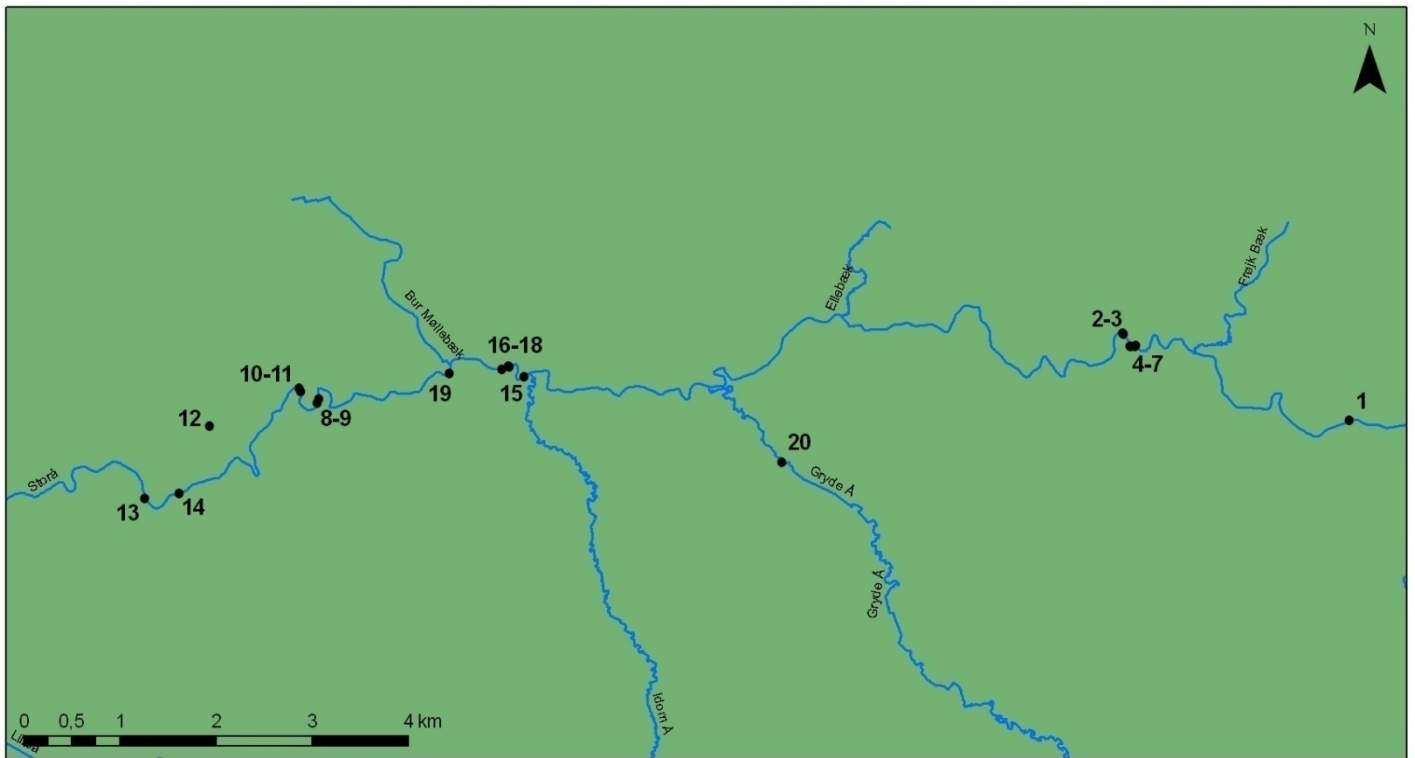 N
Frøjk Bæk
Ellebæk
2-3
4-7
Bur Møllebæk
16-18
10-11
19
15
8-9
1
12
20
Storå
Gryde Å
14
13
Gryde Å
Idom Å
0 0,5 1 2 3 4 km